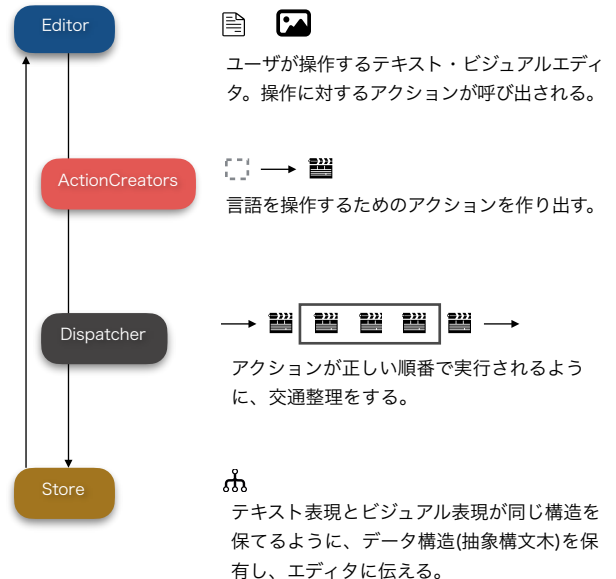 Editor
ユーザが操作するテキスト・ビジュアルエディ
タ。操作に対するアクションが呼び出される。
ActionCreators
言語を操作するためのアクションを作り出す。
Dispatcher
アクションが正しい順番で実行されるよう
に、交通整理をする。
Store
テキスト表現とビジュアル表現が同じ構造を
保てるように、データ構造(抽象構文木)を保
有し、エディタに伝える。